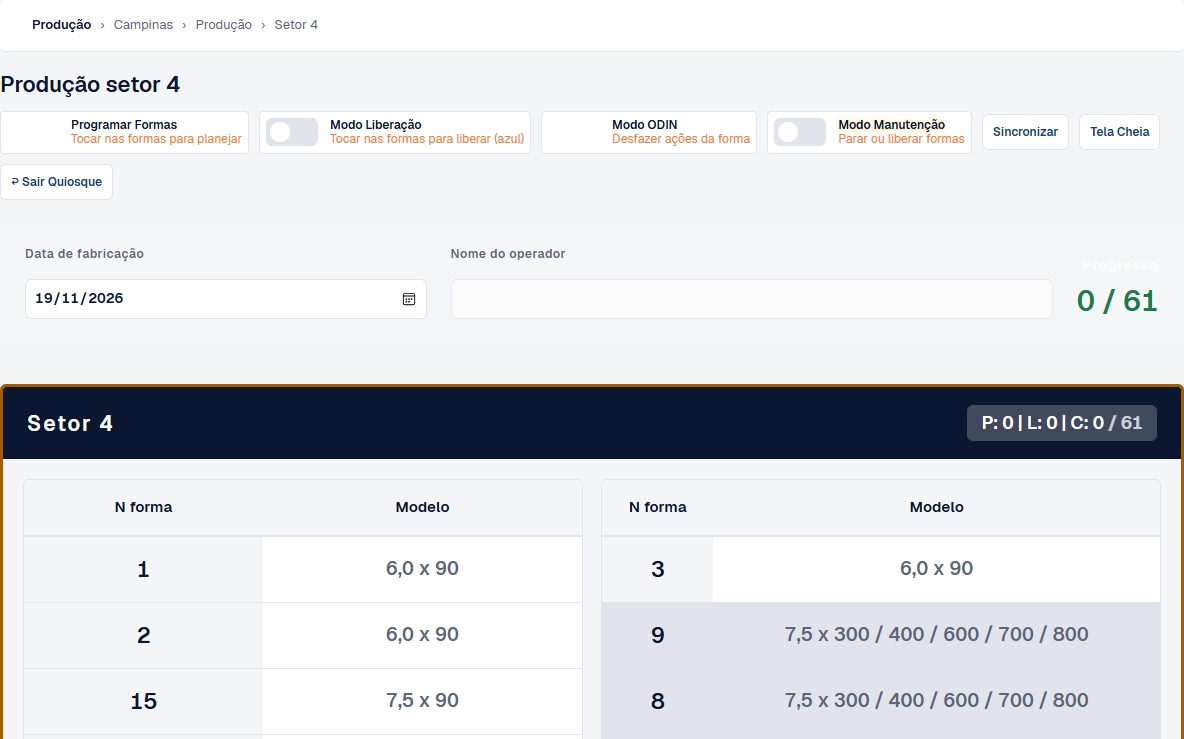 Produção › Campinas › Produção › Setor 4
Produção setor 4
Programar Formas
Tocar nas formas para planejar
Modo Liberação
Tocar nas formas para liberar (azul)
Modo ODIN
Desfazer ações da forma
Modo Manutenção
Parar ou liberar formas
Sincronizar
Tela Cheia
Sair Quiosque
Data de fabricação
19/11/2026
Nome do operador
Progresso
0 / 61
Setor 4
P: 0 | L: 0 | C: 0 / 61
N forma Modelo
1 6,0 x 90
2 6,0 x 90
15 7,5 x 90
N forma Modelo
3 6,0 x 90
9 7,5 x 300 / 400 / 600 / 700 / 800
8 7,5 x 300 / 400 / 600 / 700 / 800